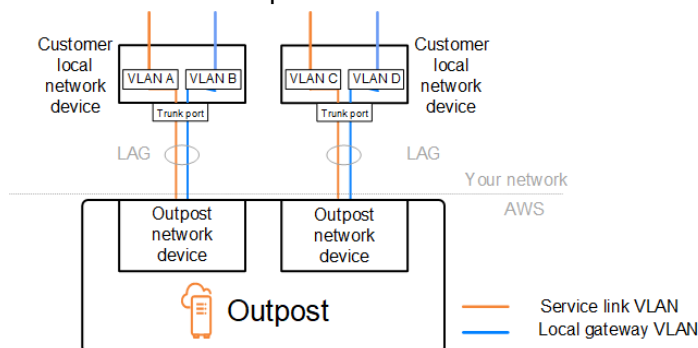 Customer
local
network
device
VLAN A
VLAN B
Trunk port
VLAN C
VLAN D
Trunk port
Customer
local
network
device
LAG
LAG
Your network
AWS
Outpost
network
device
Outpost
network
device
Outpost
Service link VLAN
Local gateway VLAN